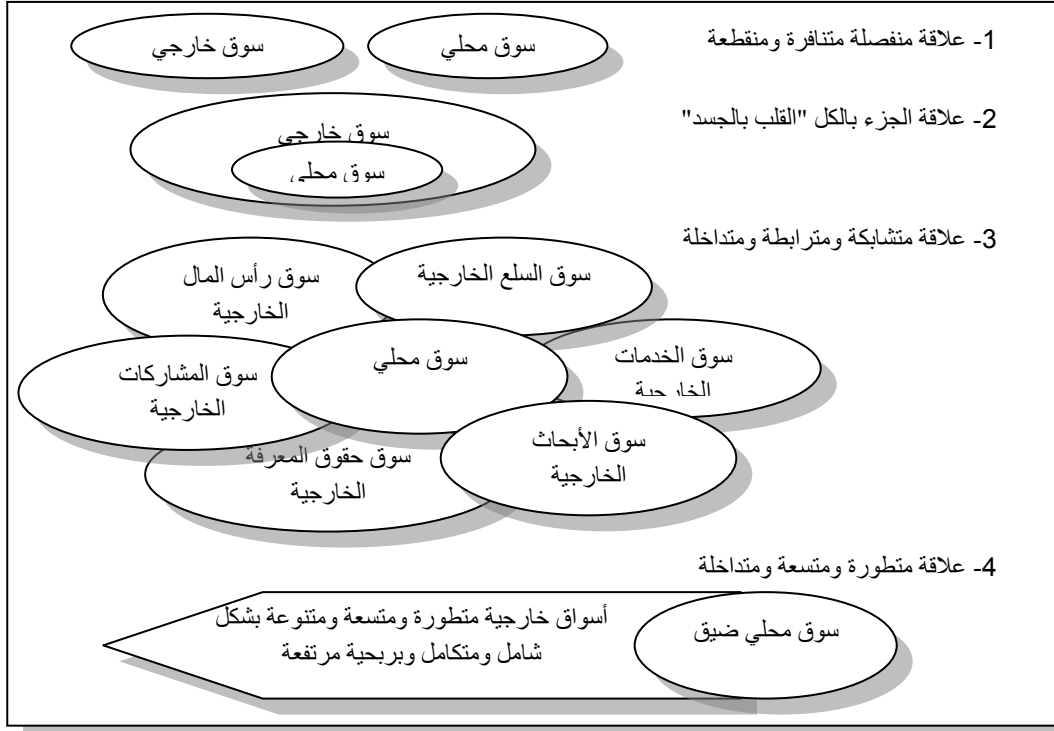 1- علاقة منفصلة متنافرة ومنقطعة
سوق محلي
سوق خارجي
2- علاقة الجزء بالكل "القلب بالجسد"
سوق خارجي
سوق محلي
3- علاقة متشابكة ومترابطة ومتداخلة
سوق السلع الخارجية
سوق رأس المال
الخارجية
سوق الخدمات
الخارجية
سوق محلي
سوق المشاركات
الخارجية
سوق الأبحاث
الخارجية
سوق حقوق المعرفة
الخارجية
4- علاقة متطورة ومتسعة ومتداخلة
سوق محلي ضيق
أسواق خارجية متطورة ومتسعة ومتنوعة بشكل
شامل ومتكامل وبربحية مرتفعة